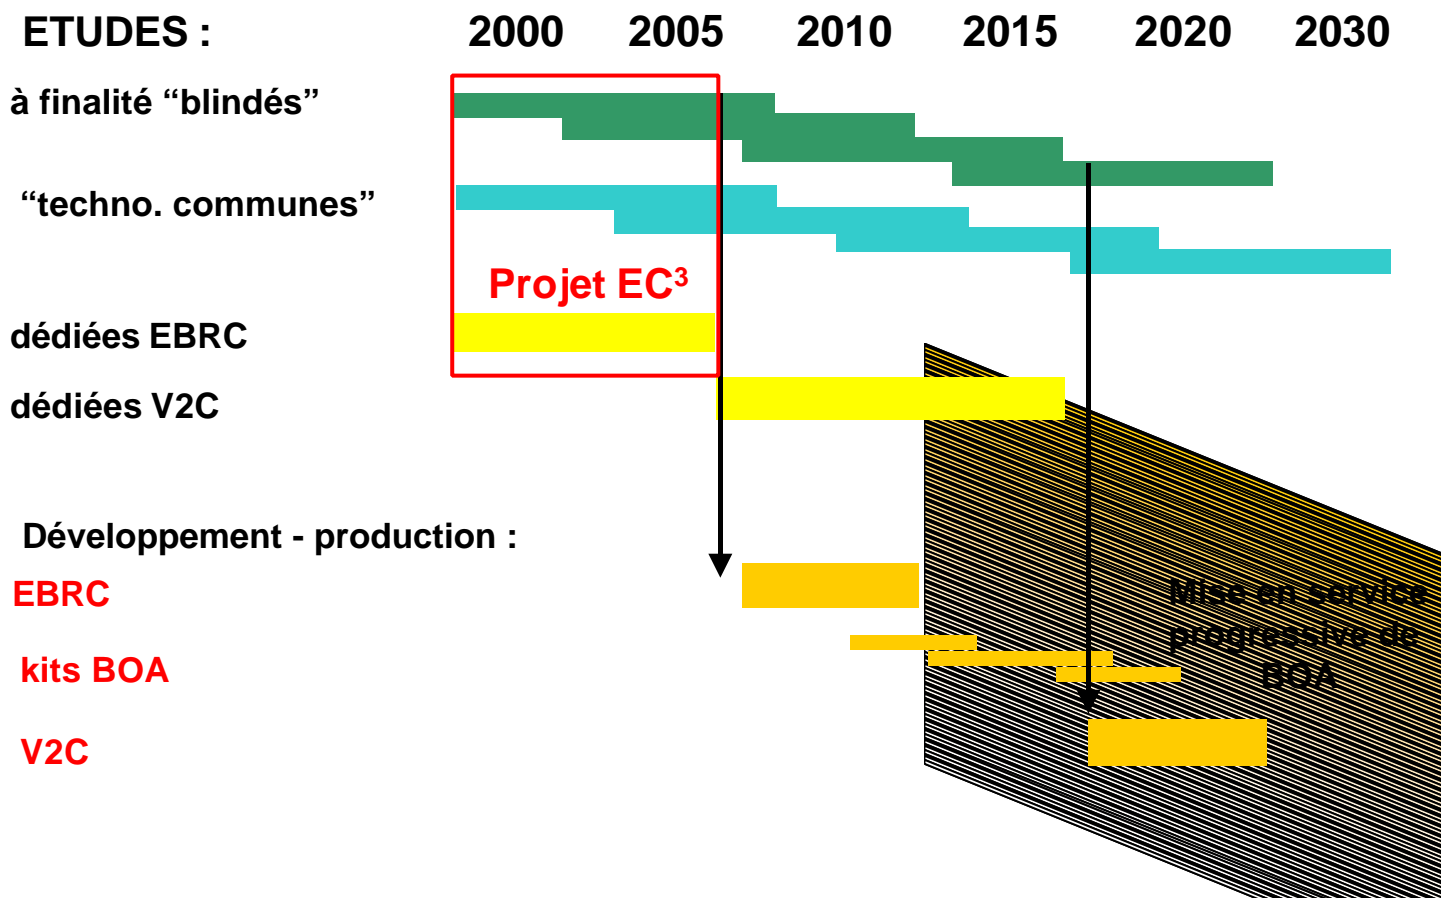 ETUDES : 2000 2005 2010 2015 2020 2030
à finalité “blindés”
“techno. communes”
Projet EC³
dédiées EBRC
dédiées V2C
Développement - production :
EBRC
Mise en service
progressive de
kits BOA
BOA
V2C